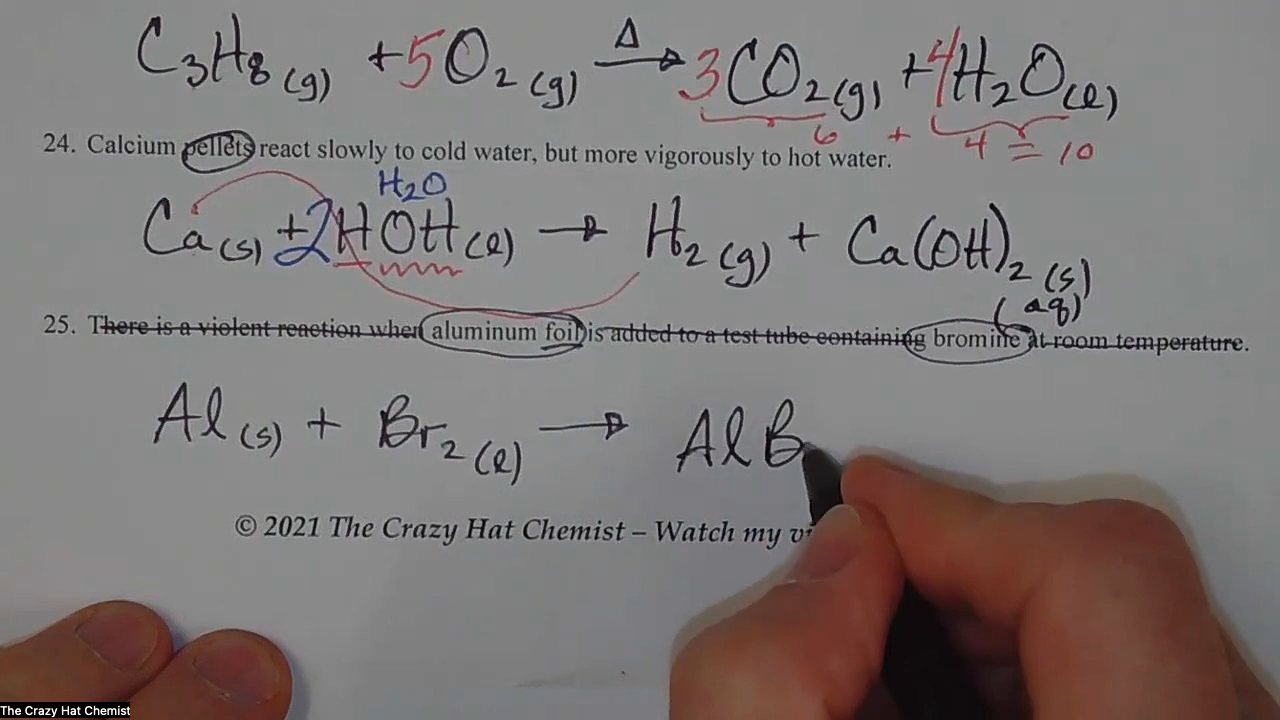 C₃H₈ (g) + 5O₂ (g) Δ→ 3CO₂ (g) + 4H₂O (l)
6 + 4 = 10
24. Calcium pellets react slowly to cold water, but more vigorously to hot water.
H₂O
Ca (s) + 2HOH (l) → H₂ (g) + Ca(OH)₂ (s)
(aq)
25. There is a violent reaction when aluminum foil is added to a test tube containing bromine at room temperature.
Al (s) + Br₂ (l) → AlB
© 2021 The Crazy Hat Chemist – Watch my
The Crazy Hat Chemist